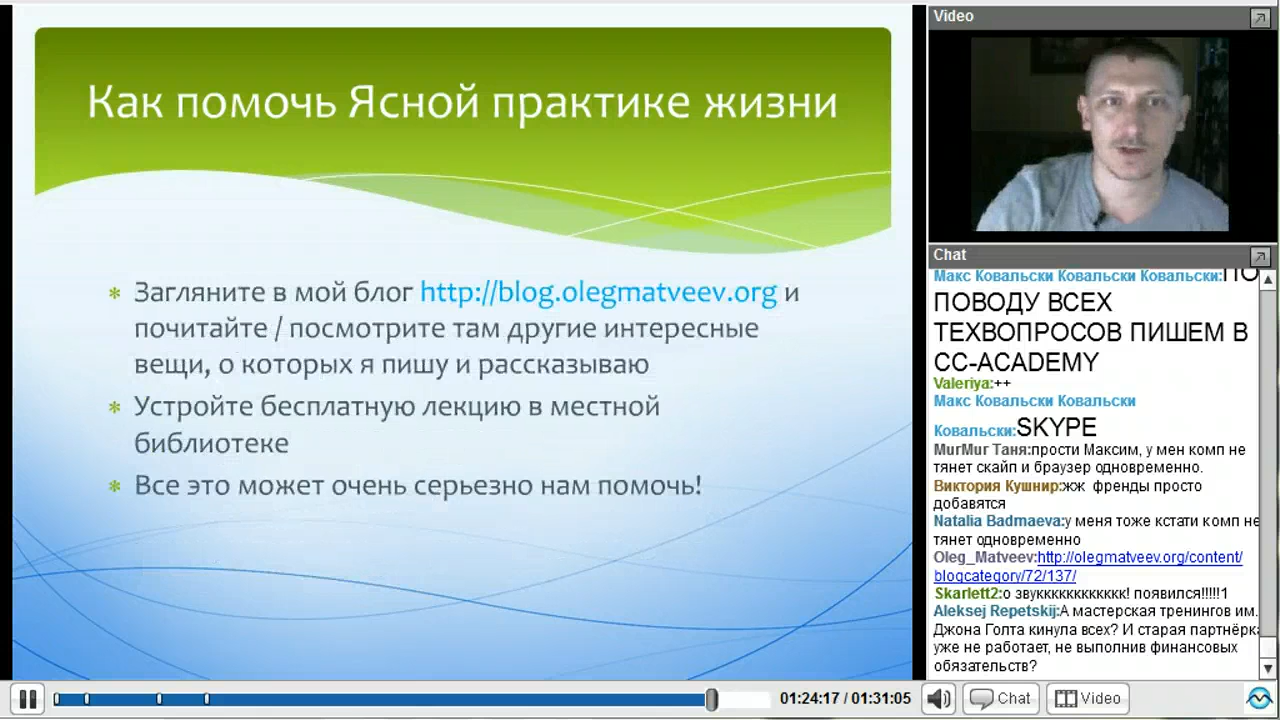 Как помочь Ясной практике жизни
Загляните в мой блог http://blog.olegmatveev.org и
почитайте / посмотрите там другие интересные
вещи, о которых я пишу и рассказываю
Устройте бесплатную лекцию в местной
библиотеке
Все это может очень серьезно нам помочь!
Video
Chat
Макс Ковальски Ковальски Ковальски:ПО
ПОВОДУ ВСЕХ
ТЕХВОПРОСОВ ПИШЕМ В
CC-ACADEMY
Valeriya:++
Макс Ковальски Ковальски
Ковальски:SKYPE
MurMur Таня:прости Максим, у мен комп не
тянет скайп и браузер одновременно.
Виктория Кушнир:жж френды просто
добавятся
Natalia Badmaeva:у меня тоже кстати комп не
тянет одновременно
Oleg_Matveev:http://olegmatveev.org/content/
blogcategory/72/137/
Skarlett2:о звукккккккккккк! появился!!!!!1
Aleksej Repetskij:А мастерская тренингов им.
Джона Голта кинула всех? И старая партнёрка
уже не работает, не выполнив финансовых
обязательств?
01:24:17 / 01:31:05
Chat
Video